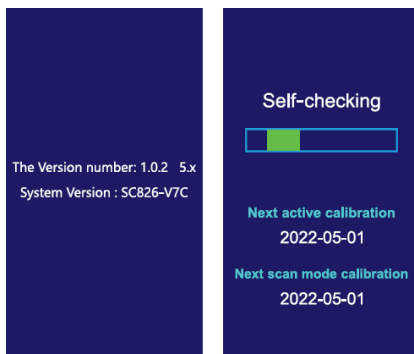 The Version number: 1.0.2   5.x
System Version : SC826-V7C
Self-checking
Next active calibration
2022-05-01
Next scan mode calibration
2022-05-01